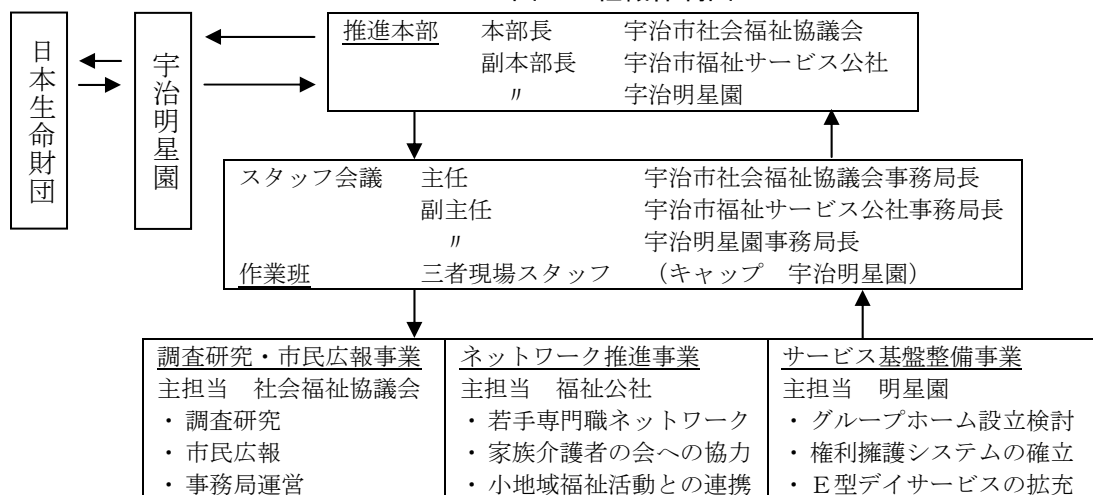 日本生命財団
宇治明星園
推進本部 本部長 宇治市社会福祉協議会
副本部長 宇治市福祉サービス公社
〃 宇治明星園
スタッフ会議 主任 宇治市社会福祉協議会事務局長
副主任 宇治市福祉サービス公社事務局長
〃 宇治明星園事務局長
作業班 三者現場スタッフ (キャップ 宇治明星園)
調査研究・市民広報事業
主担当 社会福祉協議会
・調査研究
・市民広報
・事務局運営
ネットワーク推進事業
主担当 福祉公社
・若手専門職ネットワーク
・家族介護者の会への協力
・小地域福祉活動との連携
サービス基盤整備事業
主担当 明星園
・グループホーム設立検討
・権利擁護システムの確立
・E型デイサービスの拡充